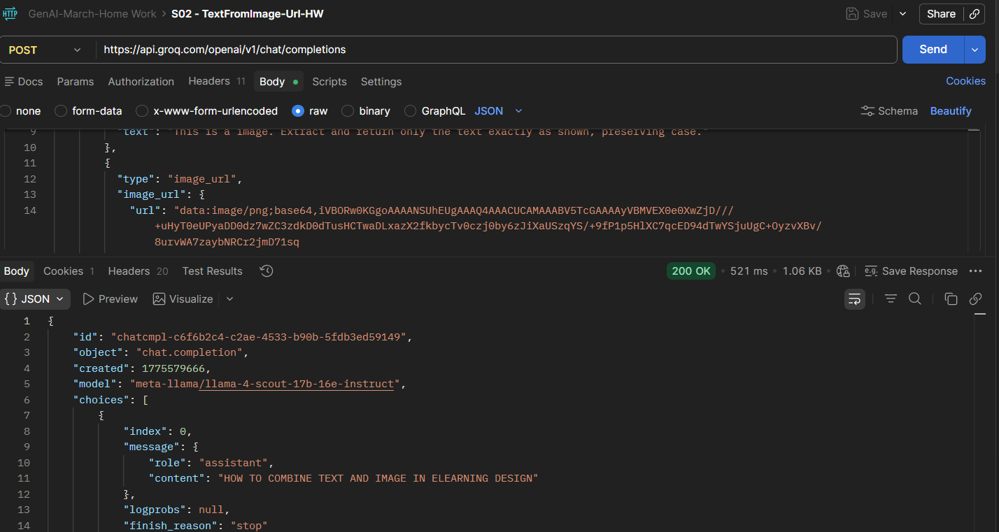 HTTP GenAI-March-Home Work > S02 - TextFromImage-Url-HW Save Share
POST https://api.groq.com/openai/v1/chat/completions Send
Docs Params Authorization Headers 11 Body Scripts Settings Cookies
none form-data x-www-form-urlencoded raw binary GraphQL JSON Schema Beautify
9 "text": "This is a image. Extract and return only the text exactly as shown, preserving case."
10 },
11 {
12 "type": "image_url",
13 "image_url": {
14 "url": "data:image/png;base64,iVBORw0KGgoAAAANSUhEUgAAAQ4AAACUCAMAAABV5TcGAAAAyVBMVEX0e0XwZjD///
+uHyT0eUPyaDD0dz7wZC3zdkD0dTusHCTwaDLxazX2fkbycTv0czj0by6zJiXaUSzqYS/+9fP1p5HlXC7qcED94dTwYSjuUgC+OyzvXBv/
8urvWA7zaybNRCr2jmD71sq
Body Cookies 1 Headers 20 Test Results 200 OK • 521 ms • 1.06 KB • e.g. Save Response
{} JSON Preview Visualize
1 {
2 "id": "chatcmpl-c6f6b2c4-c2ae-4533-b90b-5fdb3ed59149",
3 "object": "chat.completion",
4 "created": 1775579666,
5 "model": "meta-llama/llama-4-scout-17b-16e-instruct",
6 "choices": [
7 {
8 "index": 0,
9 "message": {
10 "role": "assistant",
11 "content": "HOW TO COMBINE TEXT AND IMAGE IN ELEARNING DESIGN"
12 },
13 "logprobs": null,
14 "finish_reason": "stop"